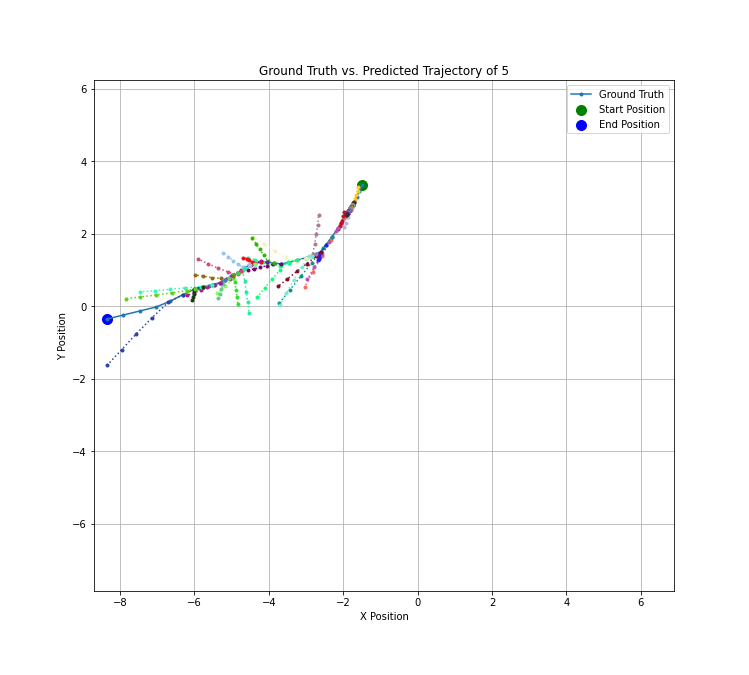 Ground Truth vs. Predicted Trajectory of 5
Ground Truth
Start Position
End Position
6
4
2
0
−2
−4
−6
Y Position
−8 −6 −4 −2 0 2 4 6
X Position